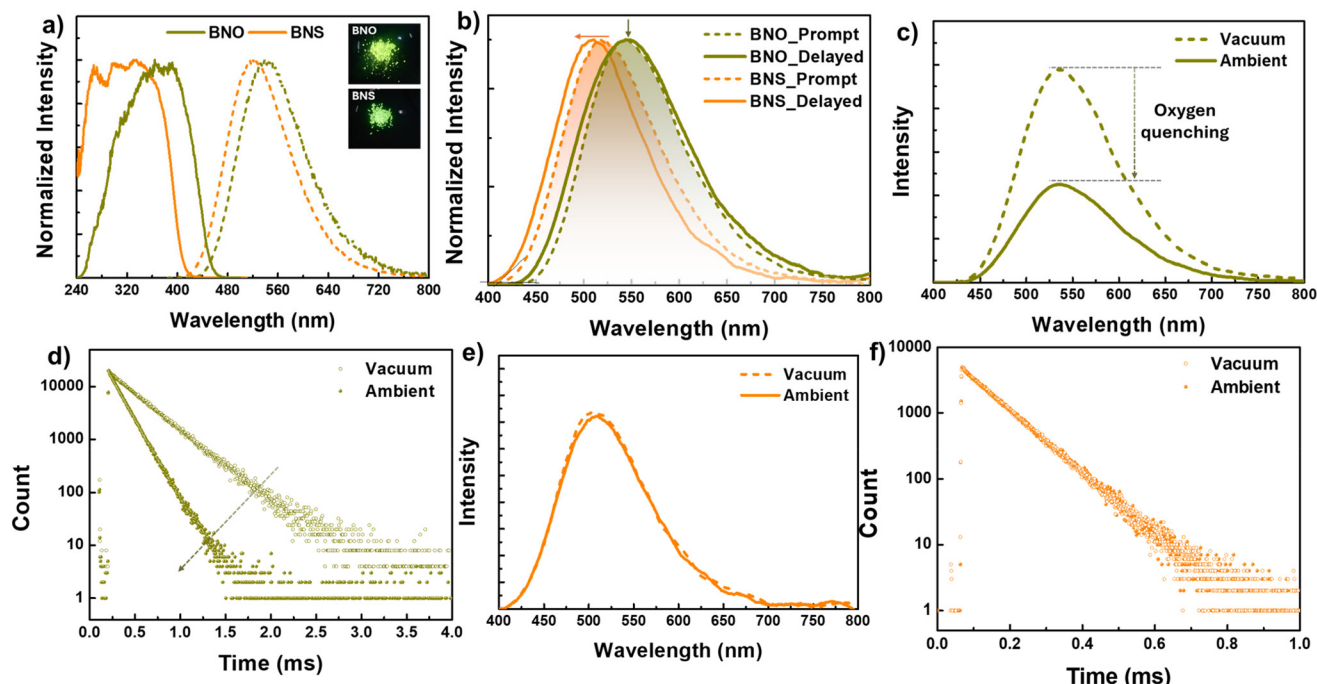 a)
BNO BNS
BNO
BNS
Normalized Intensity
240 320 400 480 560 640 720 800
Wavelength (nm)
b)
BNO_Prompt
BNO_Delayed
BNS_Prompt
BNS_Delayed
Normalized Intensity
400 450 500 550 600 650 700 750 800
Wavelength (nm)
c)
Vacuum
Ambient
Oxygen
quenching
Intensity
400 450 500 550 600 650 700 750 800
Wavelength (nm)
d)
Vacuum
Ambient
Count
10000
1000
100
10
1
0.0 0.5 1.0 1.5 2.0 2.5 3.0 3.5 4.0
Time (ms)
e)
Vacuum
Ambient
Intensity
400 450 500 550 600 650 700 750 800
Wavelength (nm)
f)
Vacuum
Ambient
Count
10000
1000
100
10
1
0.0 0.2 0.4 0.6 0.8 1.0
Time (ms)